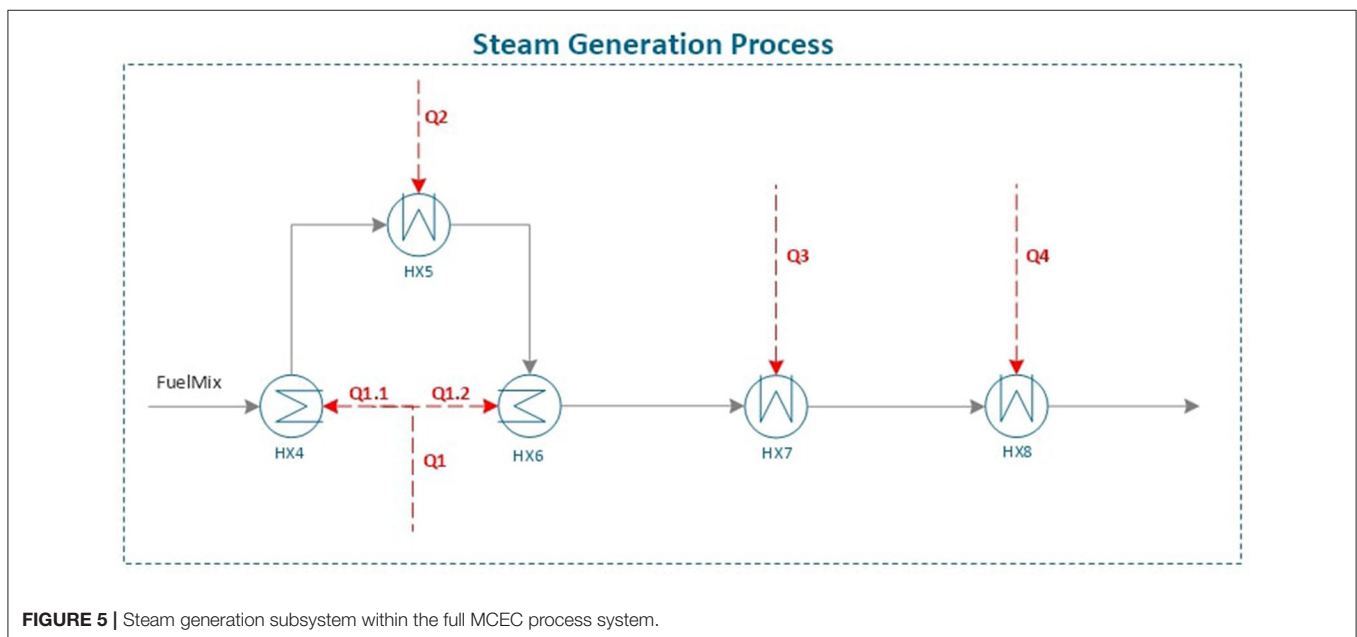 Steam Generation Process
Q2
HX5
Q3
Q4
FuelMix
Q1.1
Q1.2
HX4
HX6
HX7
HX8
Q1
FIGURE 5 | Steam generation subsystem within the full MCEC process system.